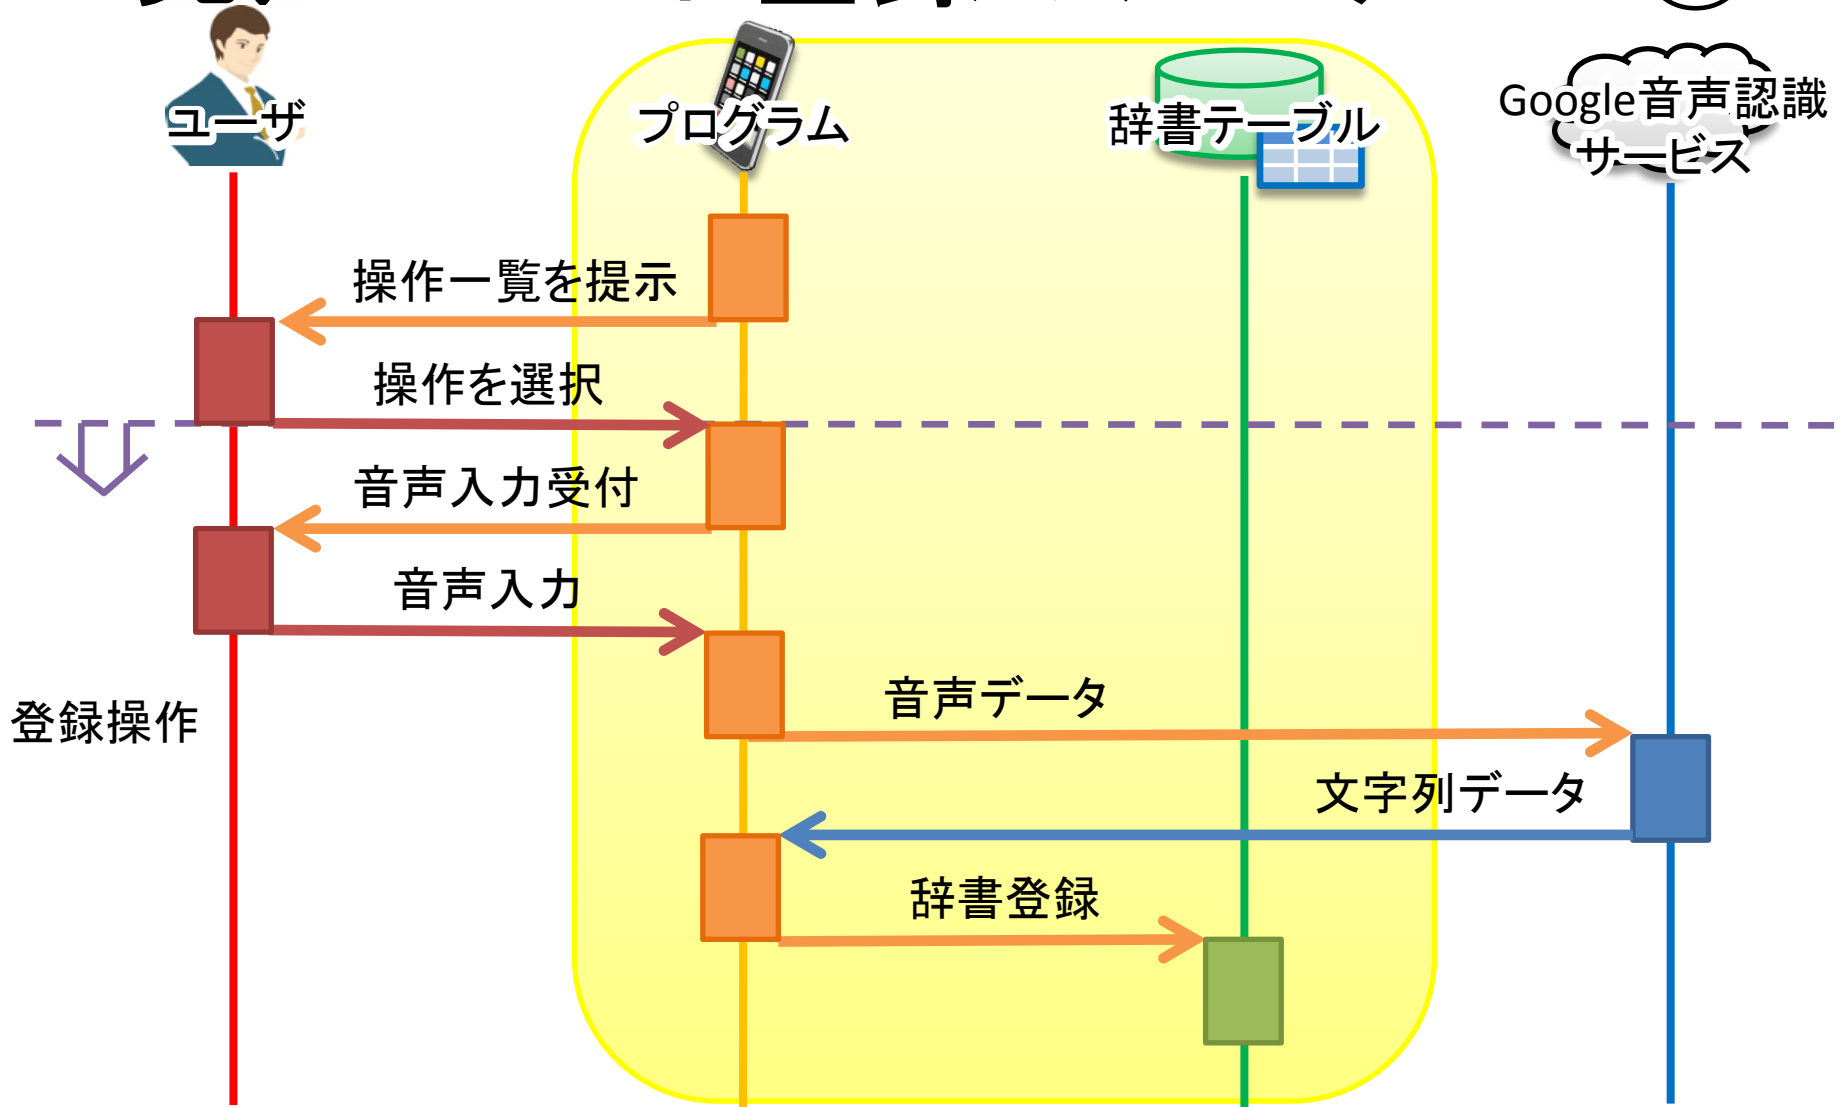 ユーザ
プログラム
辞書テーブル
Google音声認識
サービス
操作一覧を提示
操作を選択
音声入力受付
音声入力
登録操作
音声データ
文字列データ
辞書登録